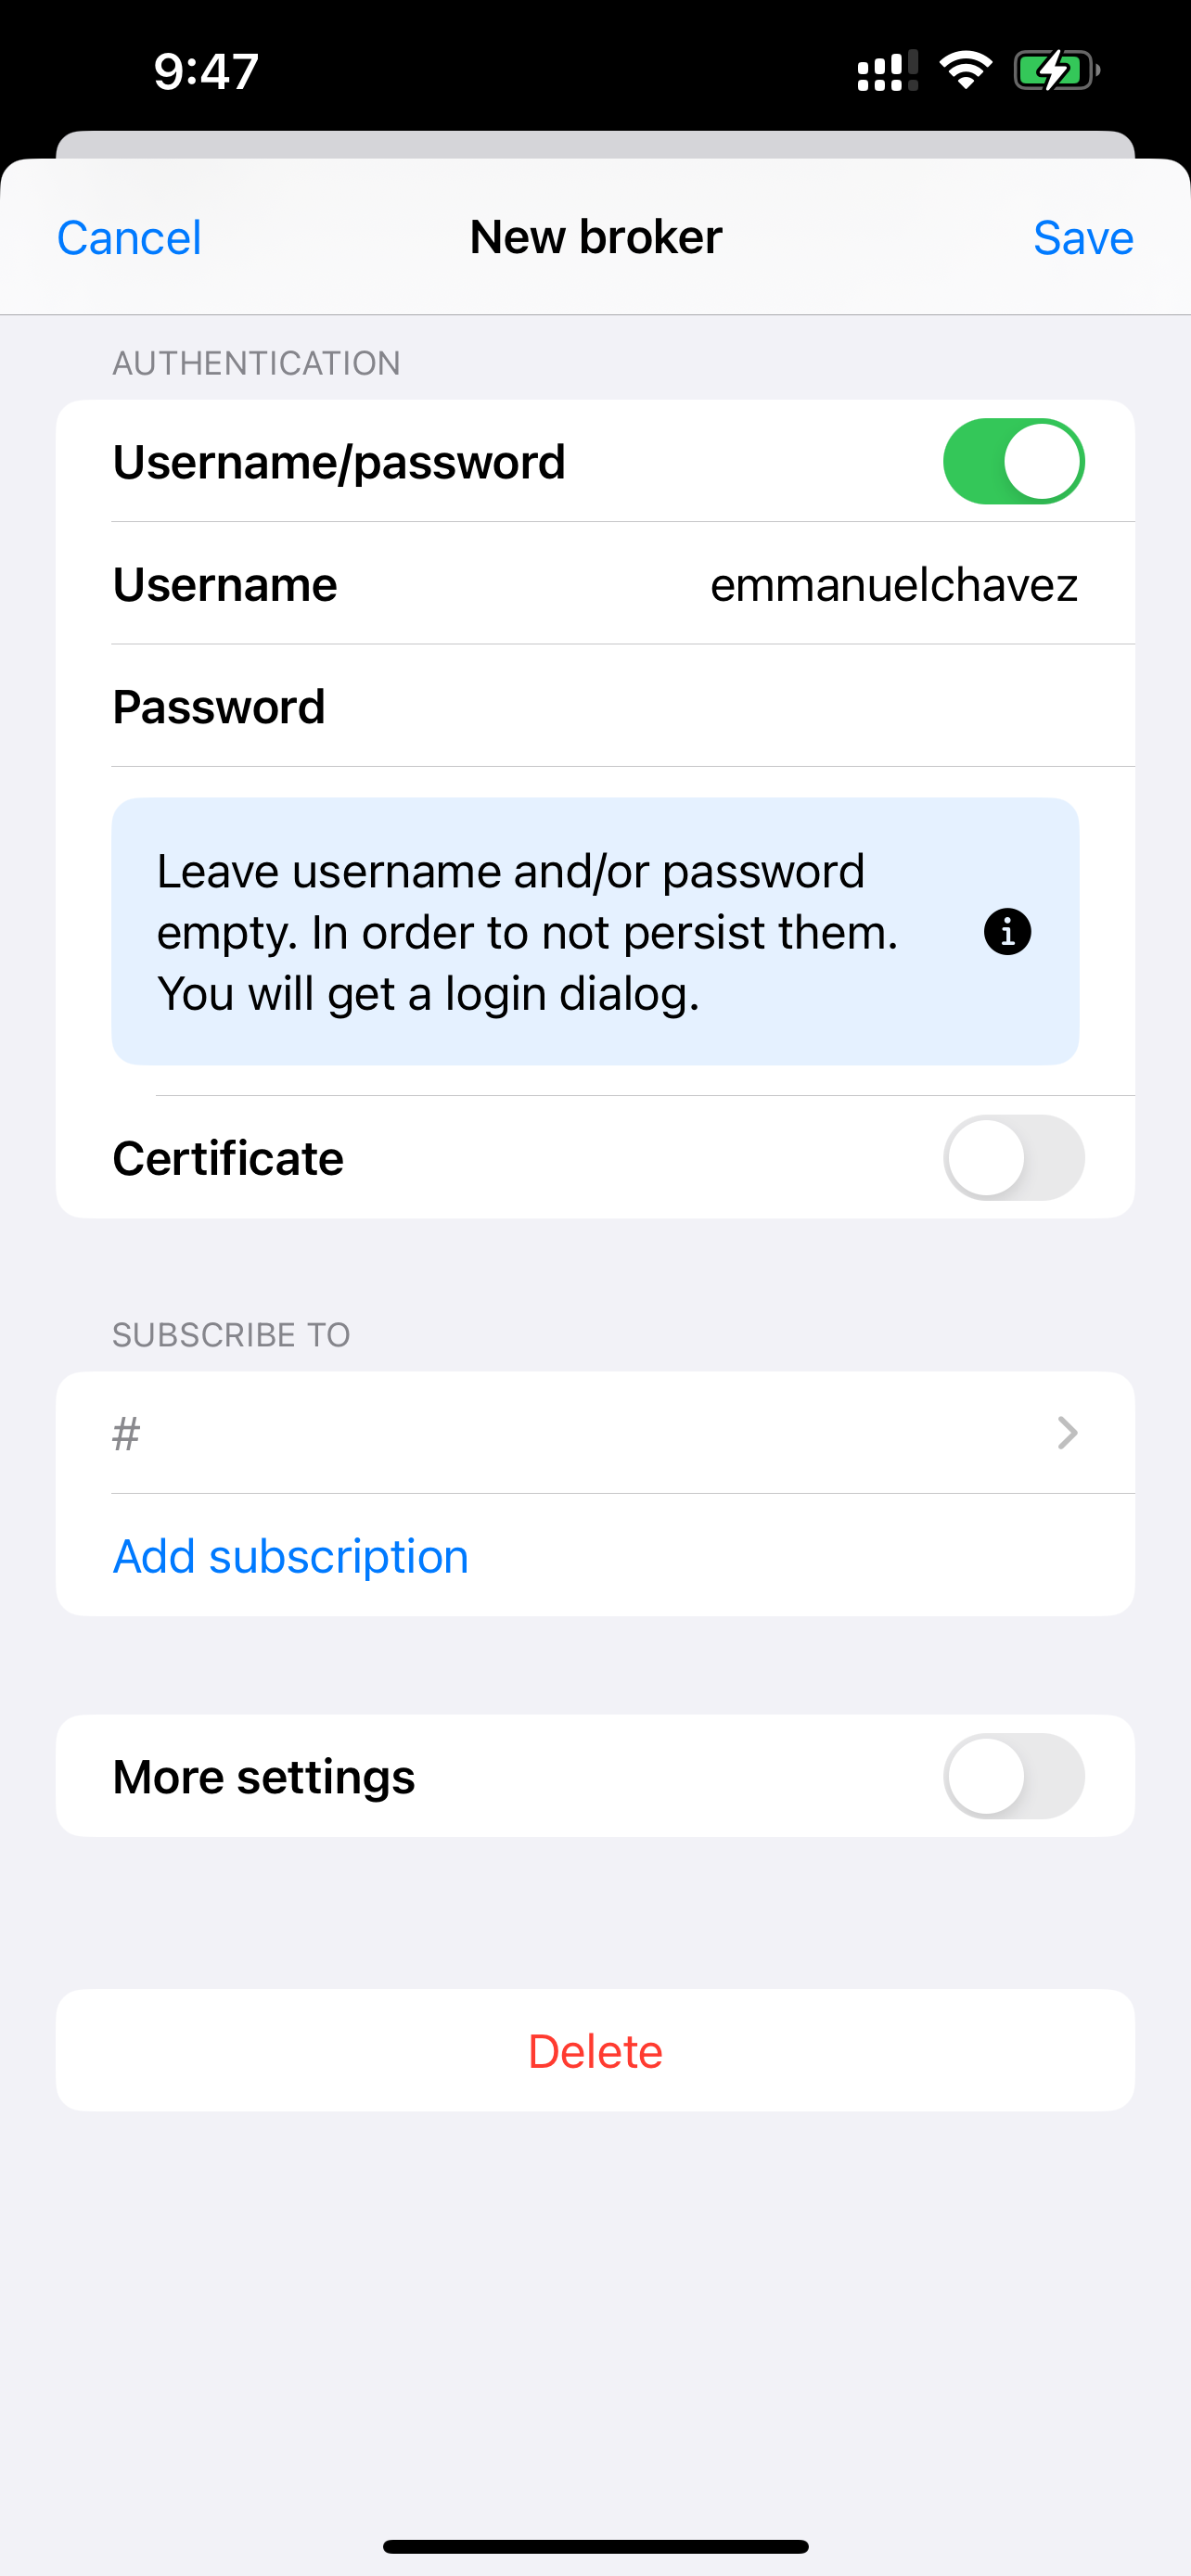 9:47
Cancel
New broker
Save
AUTHENTICATION
Username/password
Username
emmanuelchavez
Password
Leave username and/or password
empty. In order to not persist them.
You will get a login dialog.
Certificate
SUBSCRIBE TO
#
Add subscription
More settings
Delete